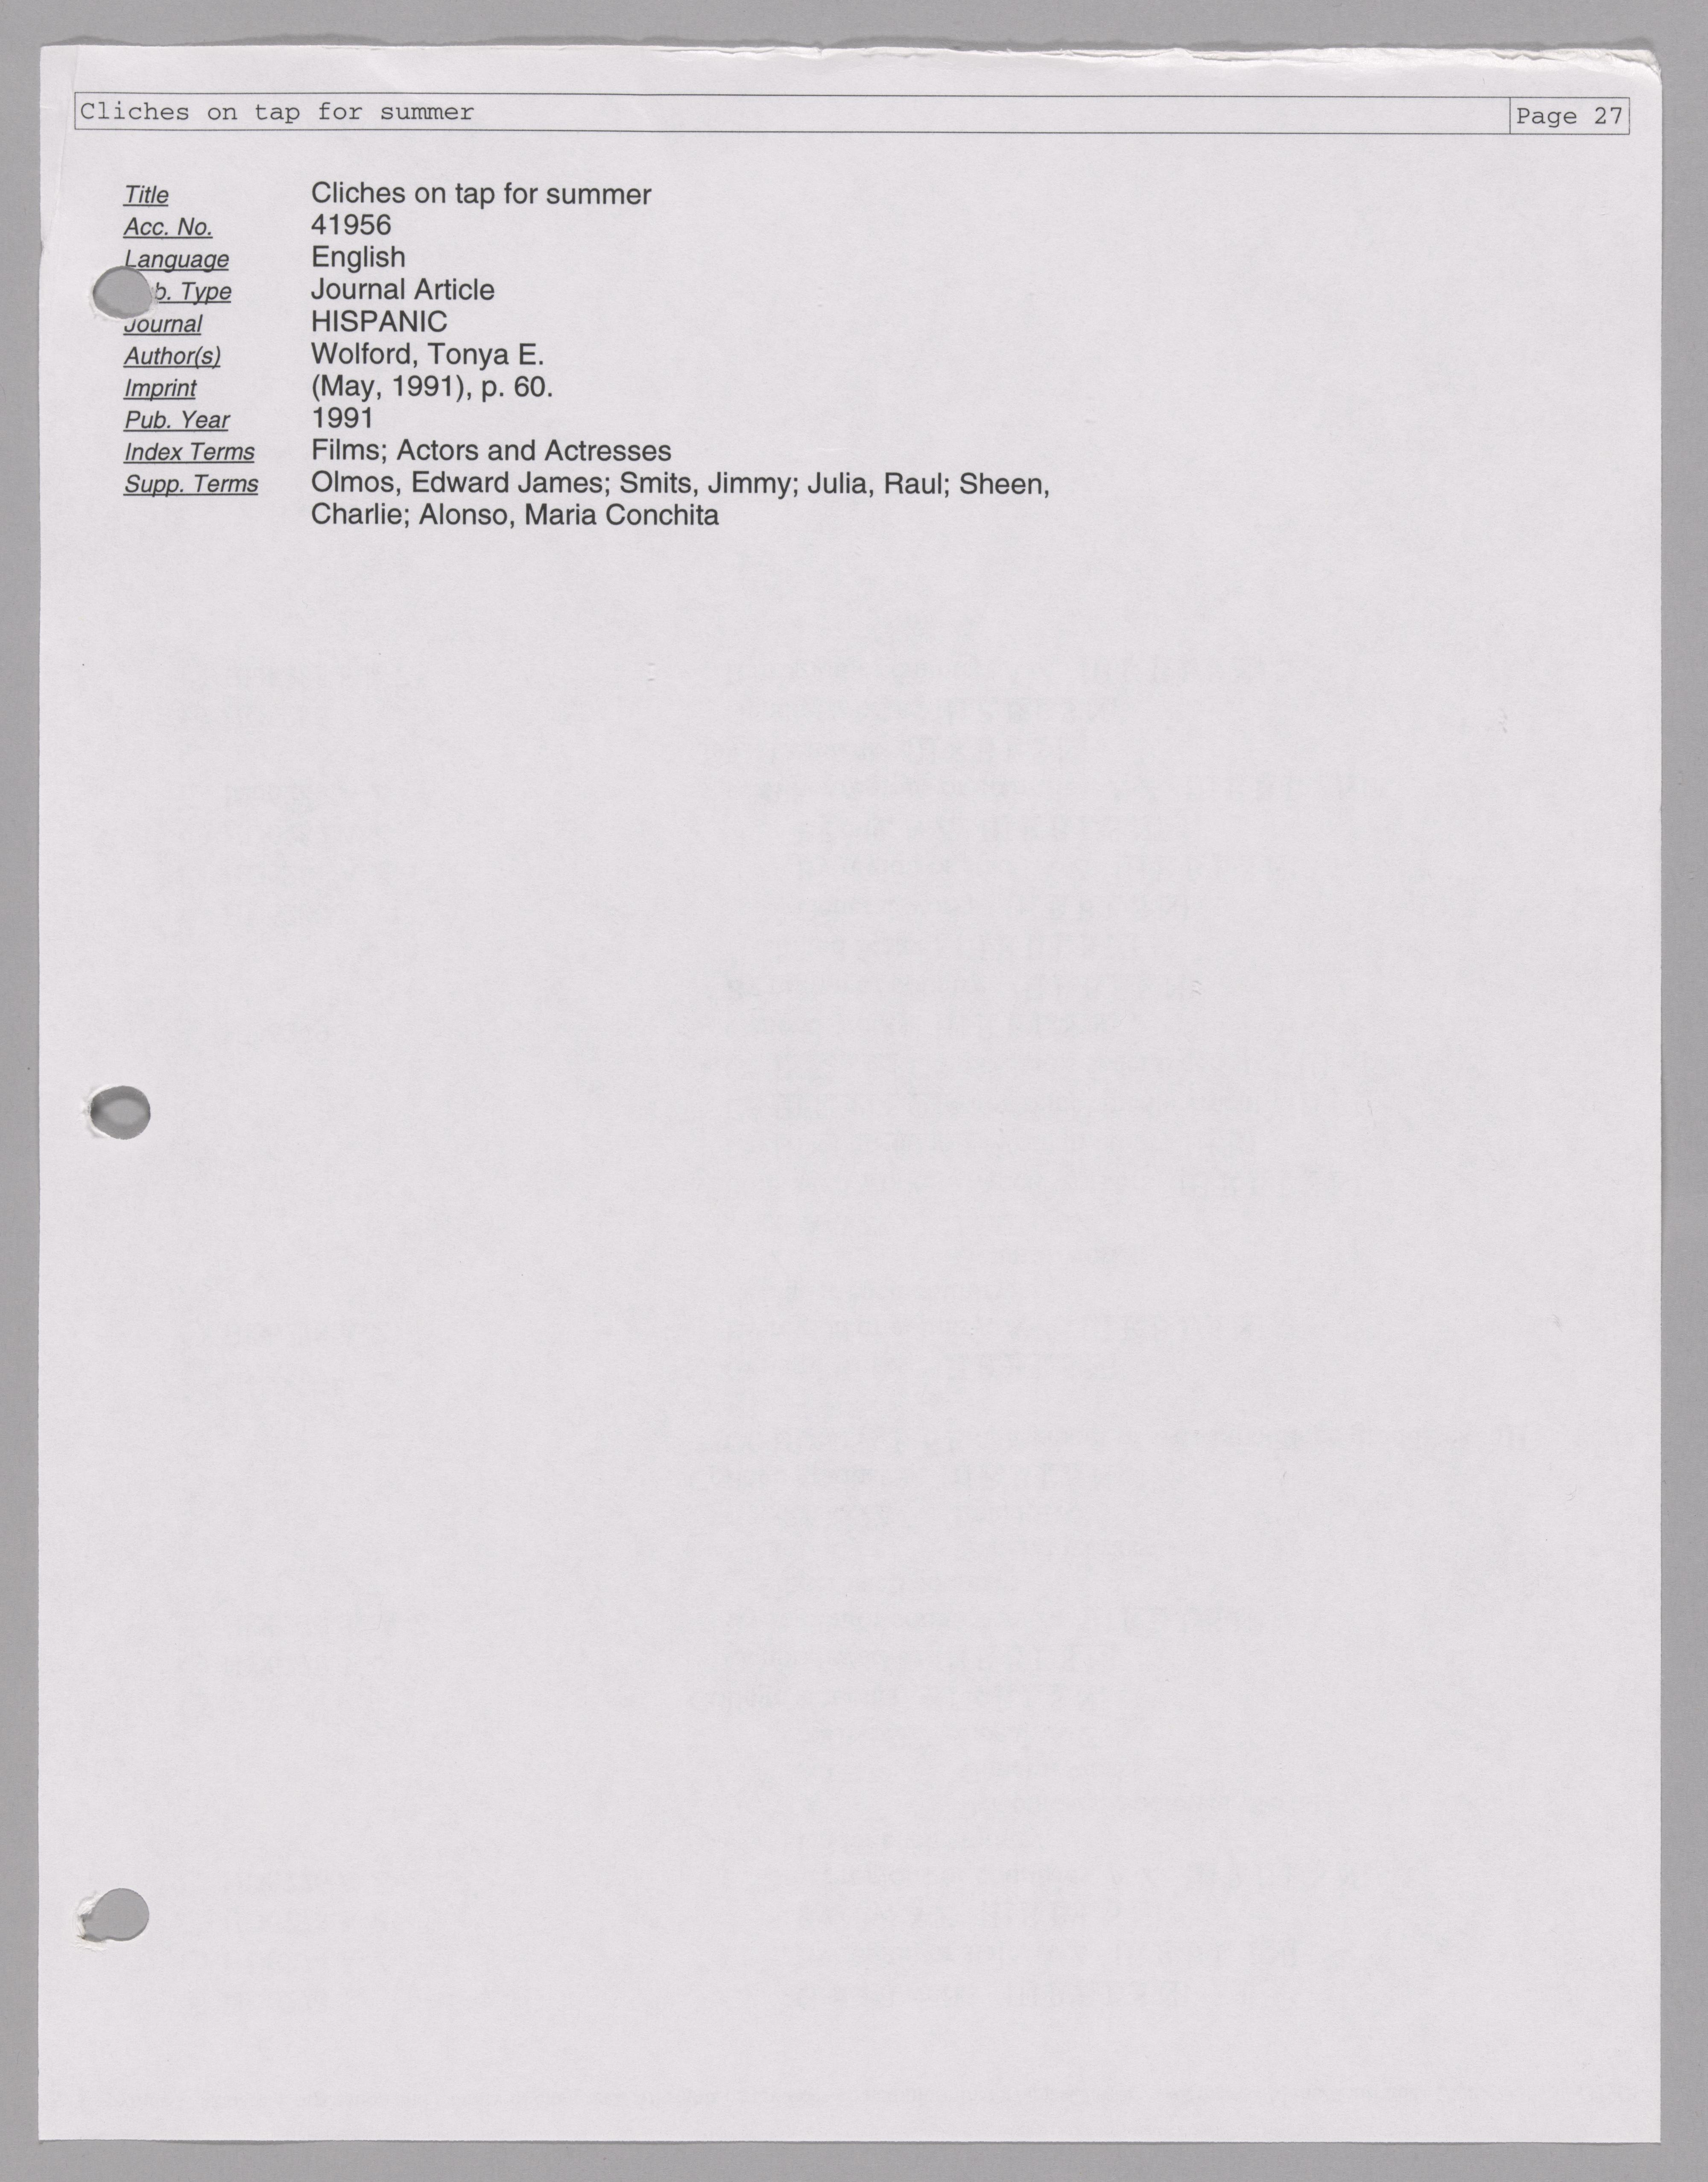 Cliches on tap for summer Page 27
Title Cliches on tap for summer
Acc. No. 41956
Language English
b. Type Journal Article
Journal HISPANIC
Author(s) Wolford, Tonya E.
Imprint (May, 1991), p. 60.
Pub. Year 1991
Index Terms Films; Actors and Actresses
Supp. Terms Olmos, Edward James; Smits, Jimmy; Julia, Raul; Sheen,
Charlie; Alonso, Maria Conchita